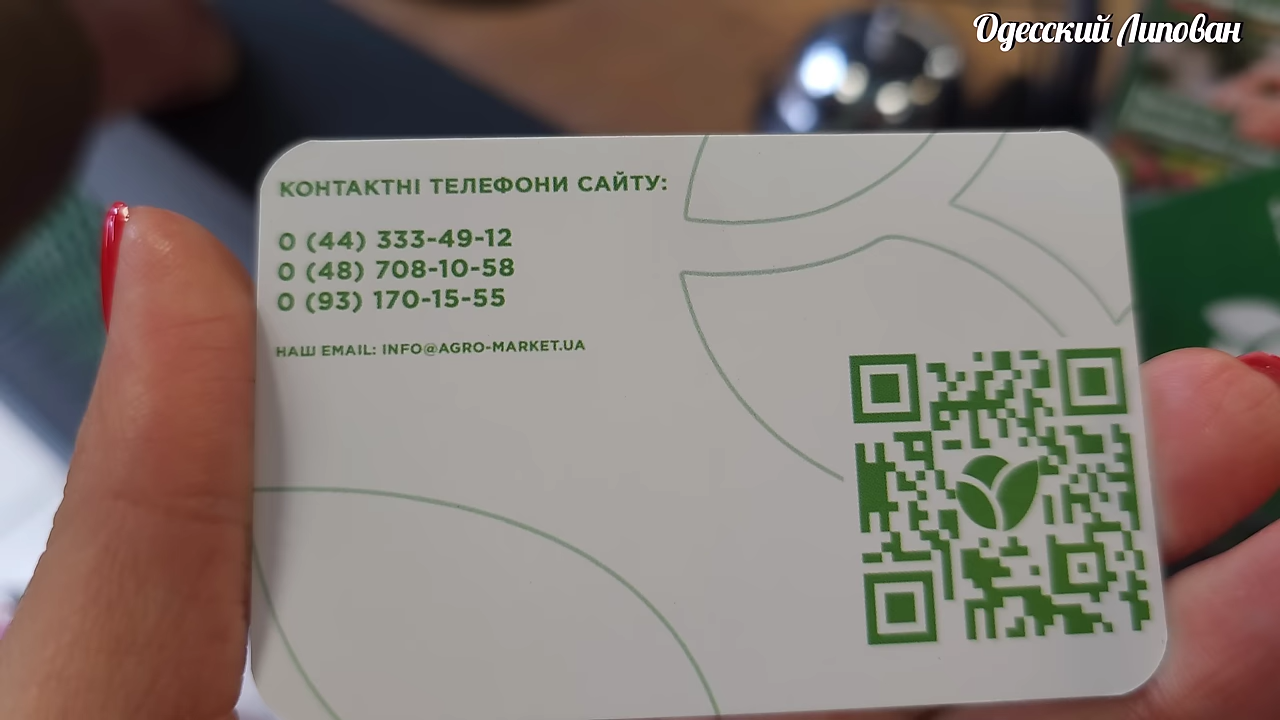 Одесский Липован
КОНТАКТНІ ТЕЛЕФОНИ САЙТУ:
0 (44) 333-49-12
0 (48) 708-10-58
0 (93) 170-15-55
НАШ EMAIL: INFO@AGRO-MARKET.UA